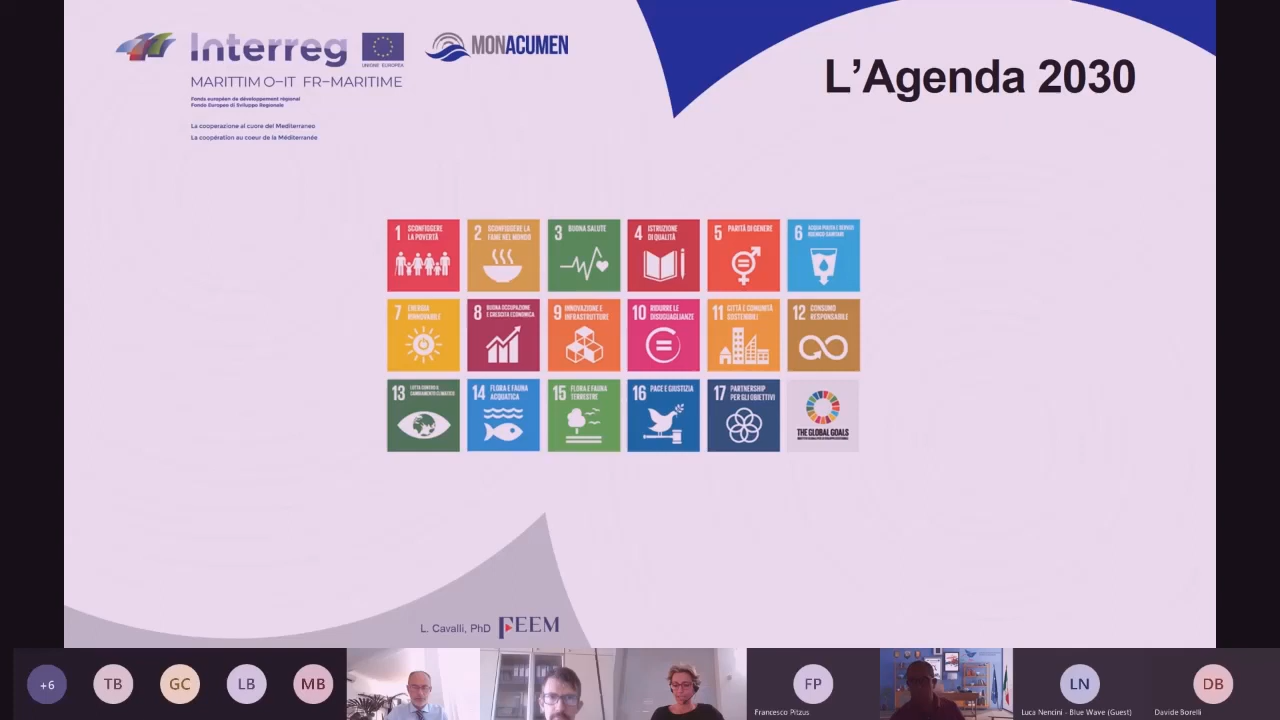 Interreg
UNIONE EUROPEA
MARITTIMO-IT FR-MARITIME
Fonds européen de développement régional
Fondo Europeo di Sviluppo Regionale
La cooperazione al cuore del Mediterraneo
La coopération au coeur de la Méditerranée
MONACUMEN
L'Agenda 2030
1 SCONFIGGERE
LA POVERTÀ
2 SCONFIGGERE LA
FAME NEL MONDO
3 BUONA SALUTE
4 ISTRUZIONE
DI QUALITÀ
5 PARITÀ DI GENERE
6 ACQUA PULITA E SERVIZI
IGIENICO-SANITARI
7 ENERGIA
RINNOVABILE
8 BUONA OCCUPAZIONE
E CRESCITA ECONOMICA
9 INNOVAZIONE E
INFRASTRUTTURE
10 RIDURRE LE
DISUGUAGLIANZE
11 CITTÀ E COMUNITÀ
SOSTENIBILI
12 CONSUMO
RESPONSABILE
13 LOTTA CONTRO IL
CAMBIAMENTO CLIMATICO
14 FLORA E FAUNA
ACQUATICA
15 FLORA E FAUNA
TERRESTRE
16 PACE E GIUSTIZIA
17 PARTNERSHIP
PER GLI OBIETTIVI
THE GLOBAL GOALS
L. Cavalli, PhD FEEM
+6
TB
GC
LB
MB
FP
Francesco Pitzus
LN
Luca Nencini - Blue Wave (Guest)
DB
Davide Borelli